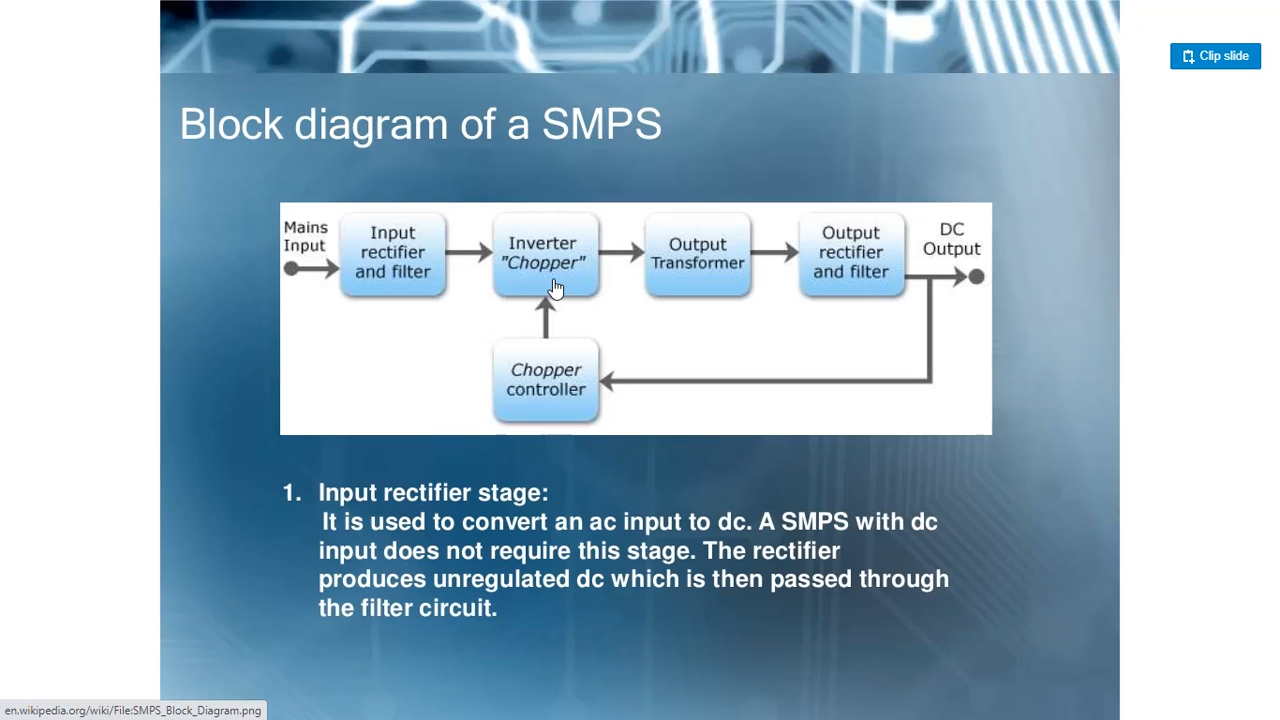 Clip slide
Block diagram of a SMPS
Mains
Input
Input
rectifier
and filter
Inverter
"Chopper"
Output
Transformer
Output
rectifier
and filter
DC
Output
Chopper
controller
1. Input rectifier stage:
It is used to convert an ac input to dc. A SMPS with dc
input does not require this stage. The rectifier
produces unregulated dc which is then passed through
the filter circuit.
en.wikipedia.org/wiki/File:SMPS_Block_Diagram.png